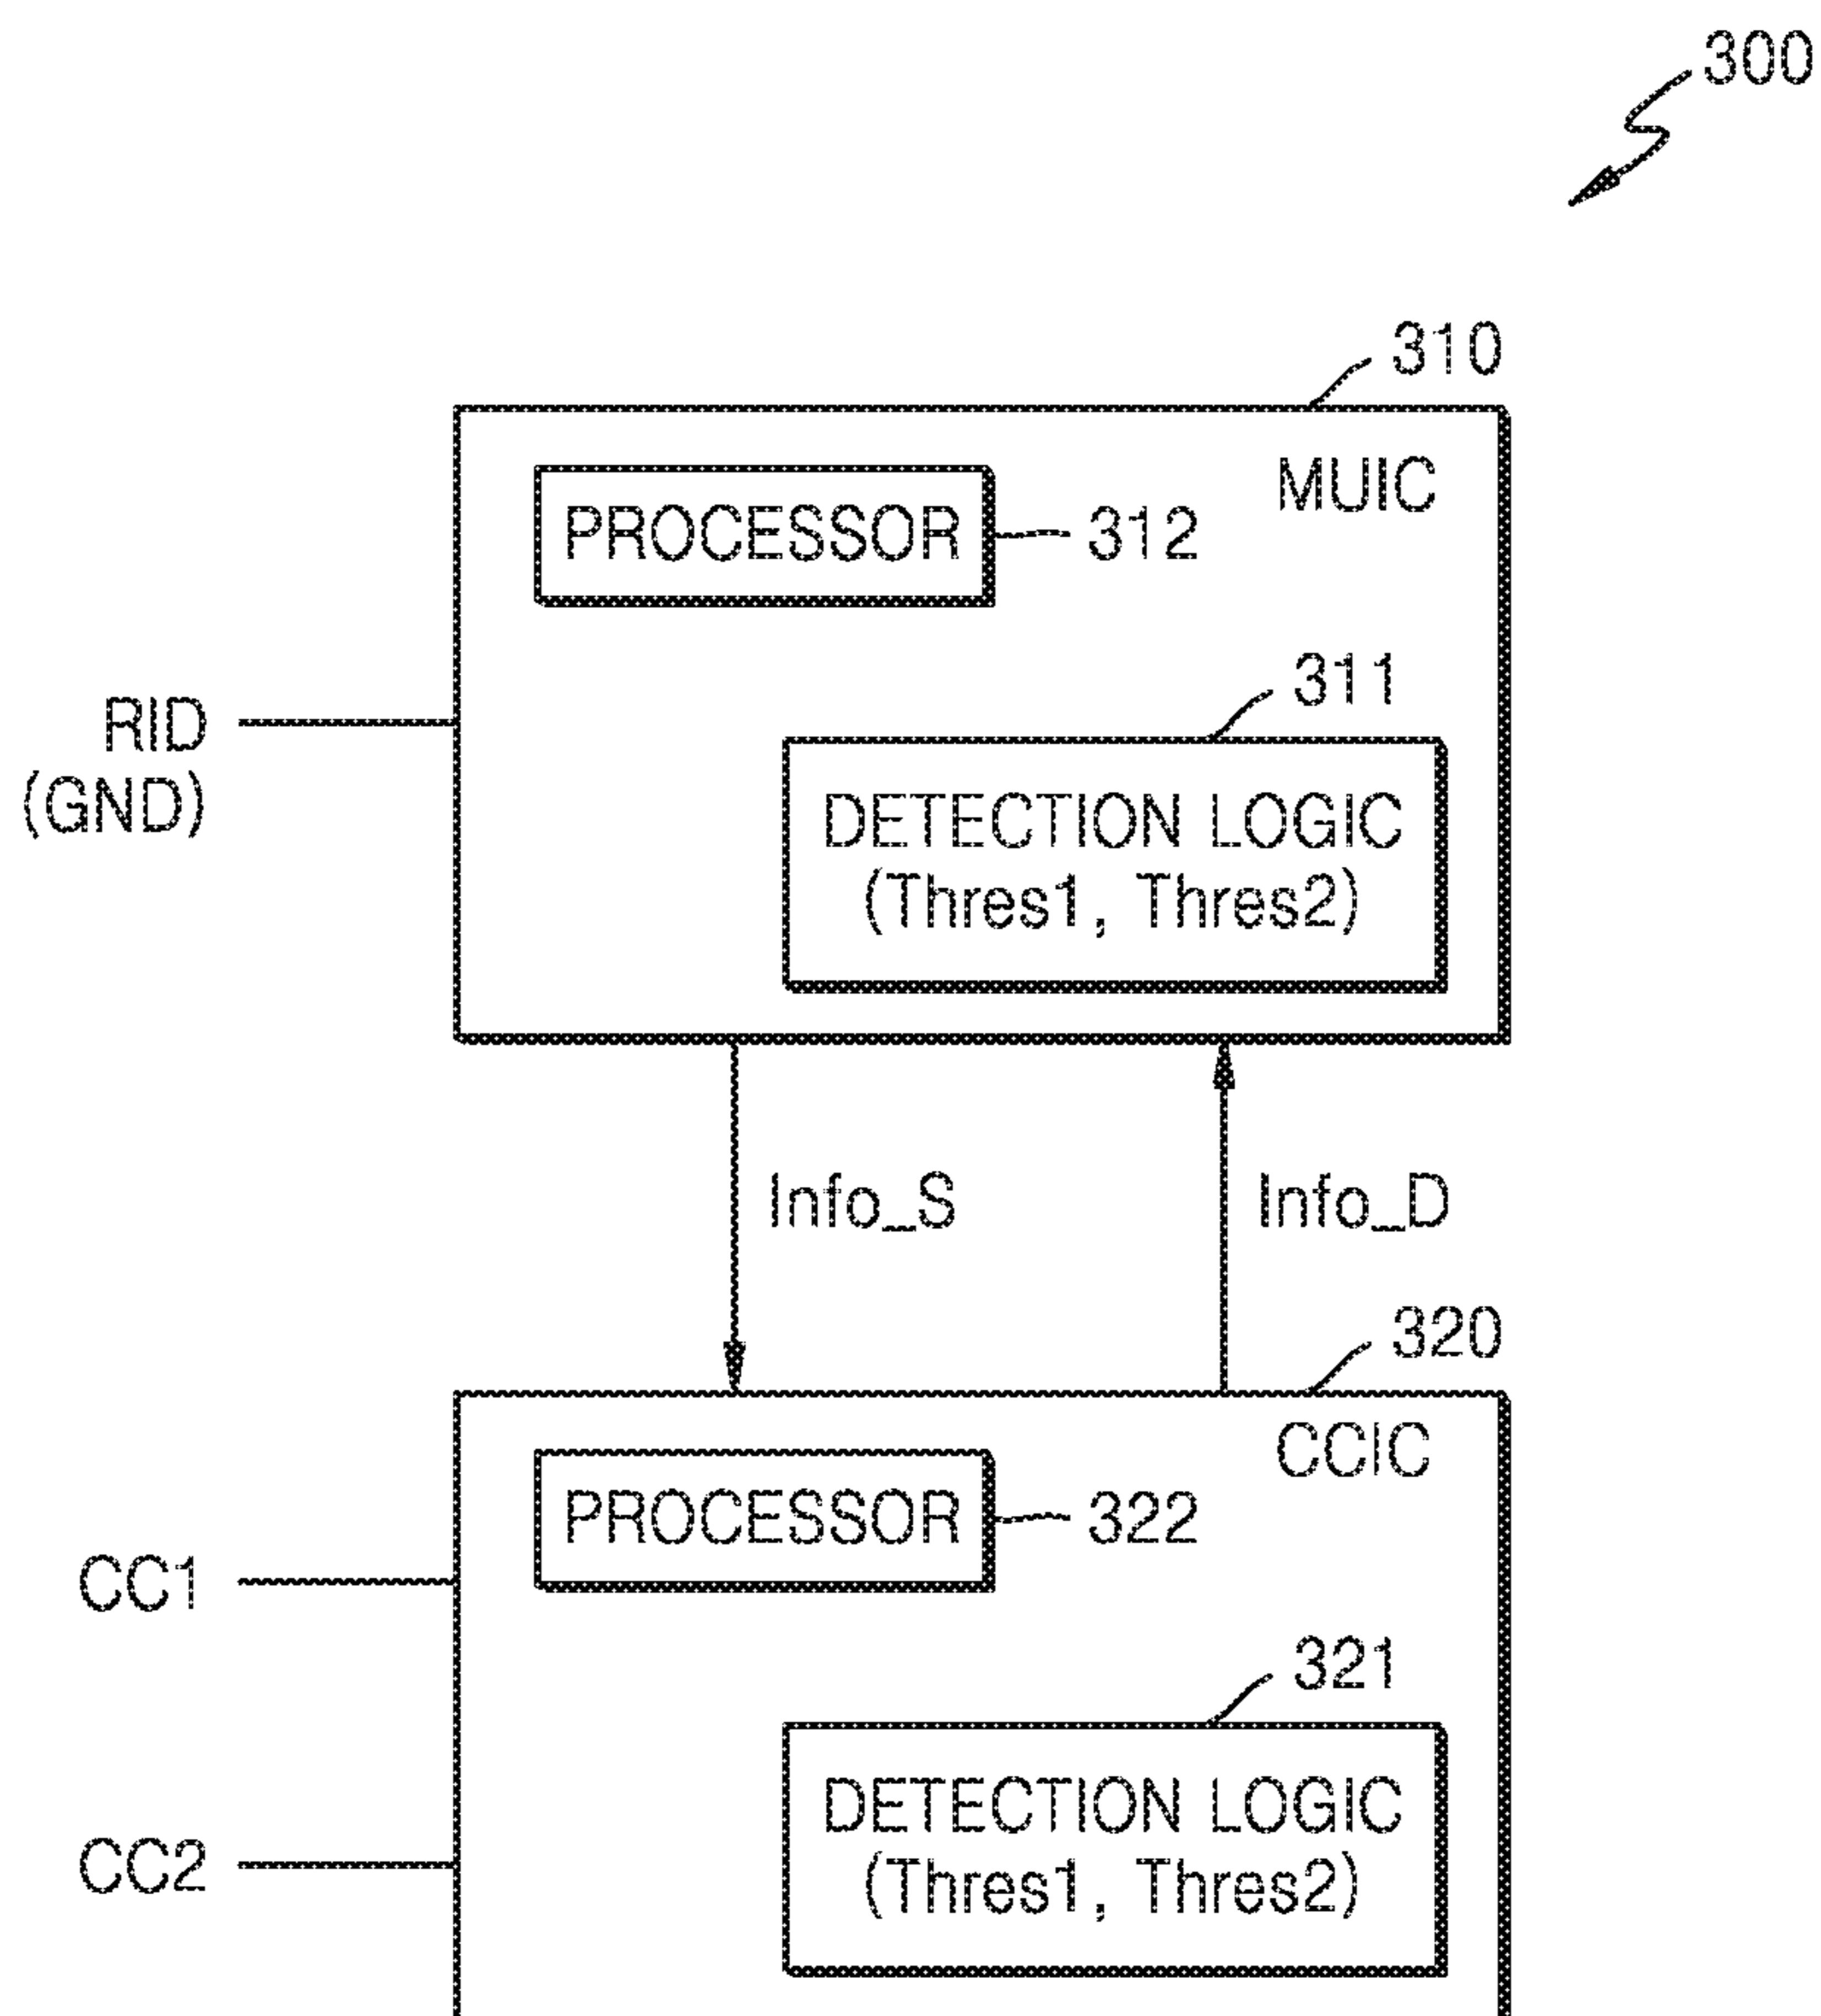 300
310
MUIC
PROCESSOR
312
RID
(GND)
311
DETECTION LOGIC
(Thres1, Thres2)
Info_S
Info_D
320
CCIC
PROCESSOR
322
CC1
321
DETECTION LOGIC
(Thres1, Thres2)
CC2